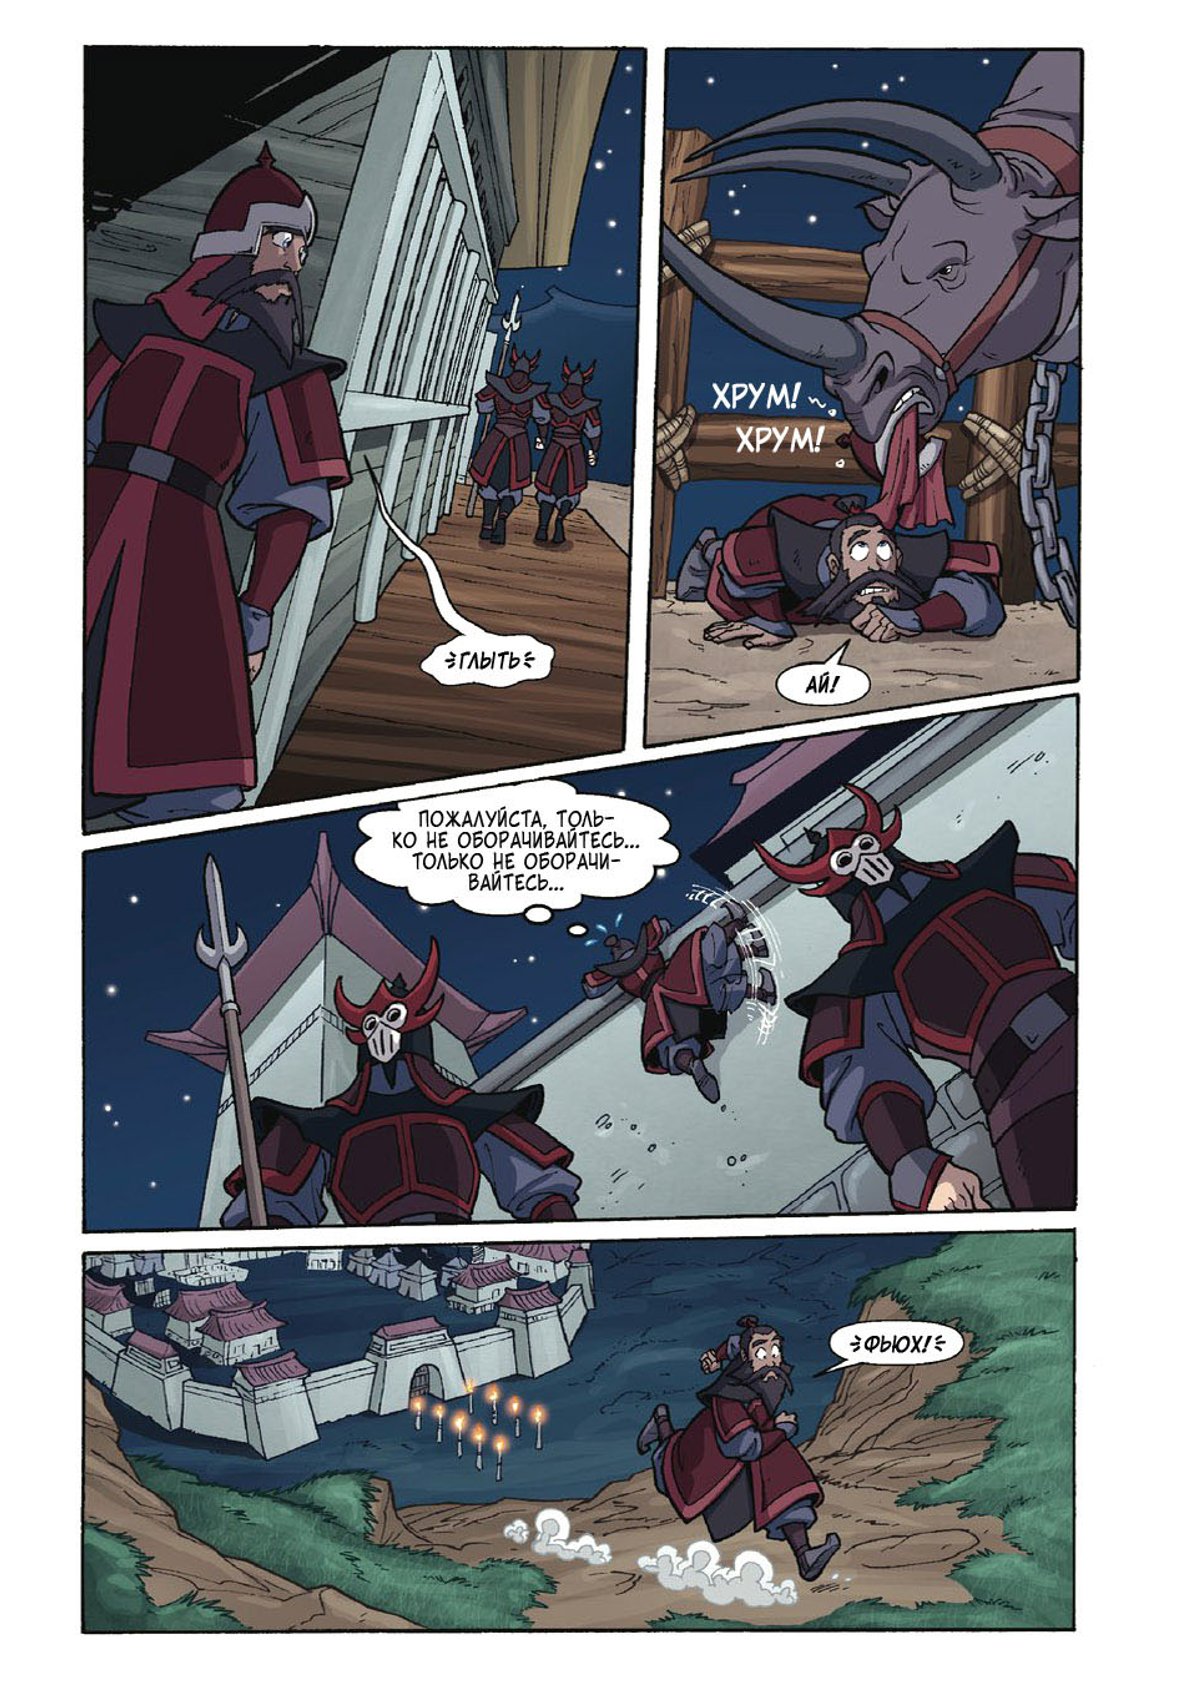 ГЛЫТЬ
ХРУМ!
ХРУМ!
АЙ!
ПОЖАЛУЙСТА, ТОЛЬ-
КО НЕ ОБОРАЧИВАЙТЕСЬ...
ТОЛЬКО НЕ ОБОРАЧИ-
ВАЙТЕСЬ...
ФЬЮХ!